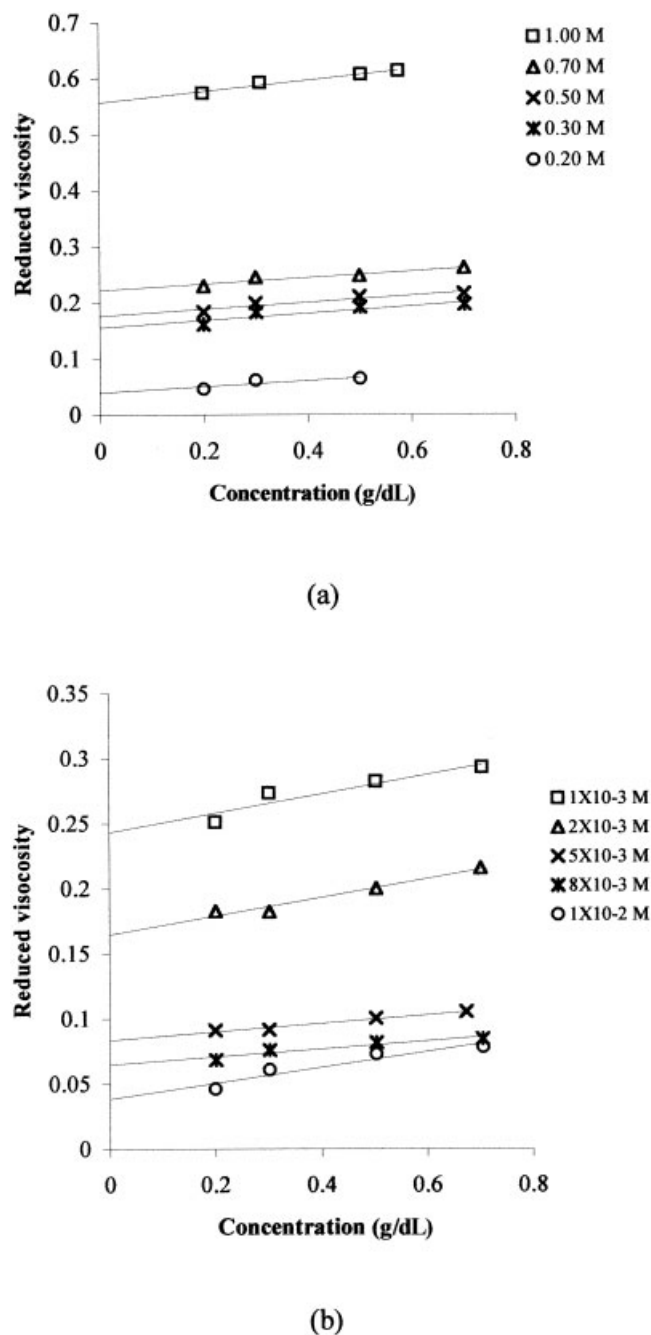 0.7
0.6
0.5
0.4
0.3
0.2
0.1
0
Reduced viscosity
0
0.2
0.4
0.6
0.8
Concentration (g/dL)
1.00 M
0.70 M
0.50 M
0.30 M
0.20 M
(a)
0.35
0.3
0.25
0.2
0.15
0.1
0.05
0
Reduced visocosity
0
0.2
0.4
0.6
0.8
Concentration (g/dL)
1X10-3 M
2X10-3 M
5X10-3 M
8X10-3 M
1X10-2 M
(b)